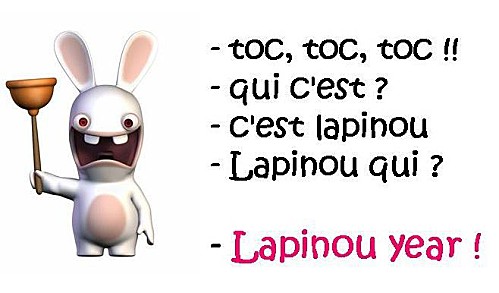 - toc, toc, toc !!
- qui c'est ?
- c'est lapinou
- Lapinou qui ?
- Lapinou year !